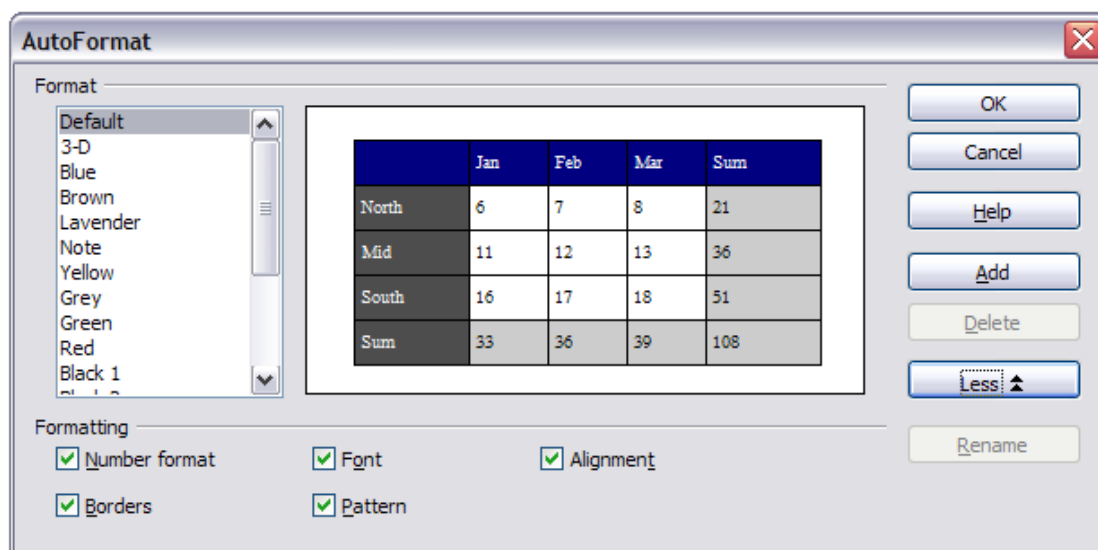 AutoFormat
Format
Default
3-D
Blue
Brown
Lavender
Note
Yellow
Grey
Green
Red
Black 1
Jan Feb Mar Sum
North 6 7 8 21
Mid 11 12 13 36
South 16 17 18 51
Sum 33 36 39 108
OK
Cancel
Help
Add
Delete
Less
Rename
Formatting
Number format Font Alignment
Borders Pattern